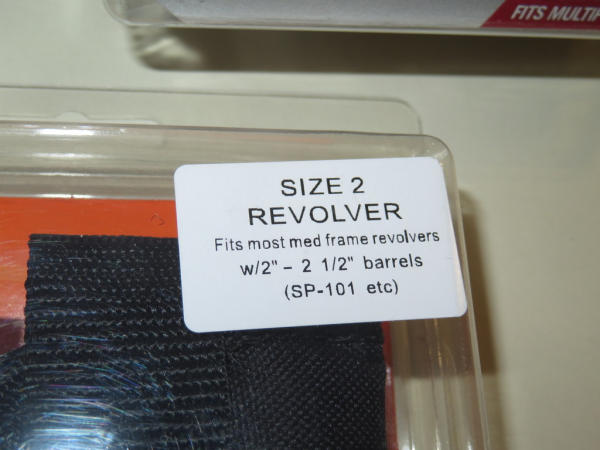 FITS MULTIP
SIZE 2
REVOLVER
Fits most med frame revolvers
w/2" – 2 1/2" barrels
(SP-101 etc)